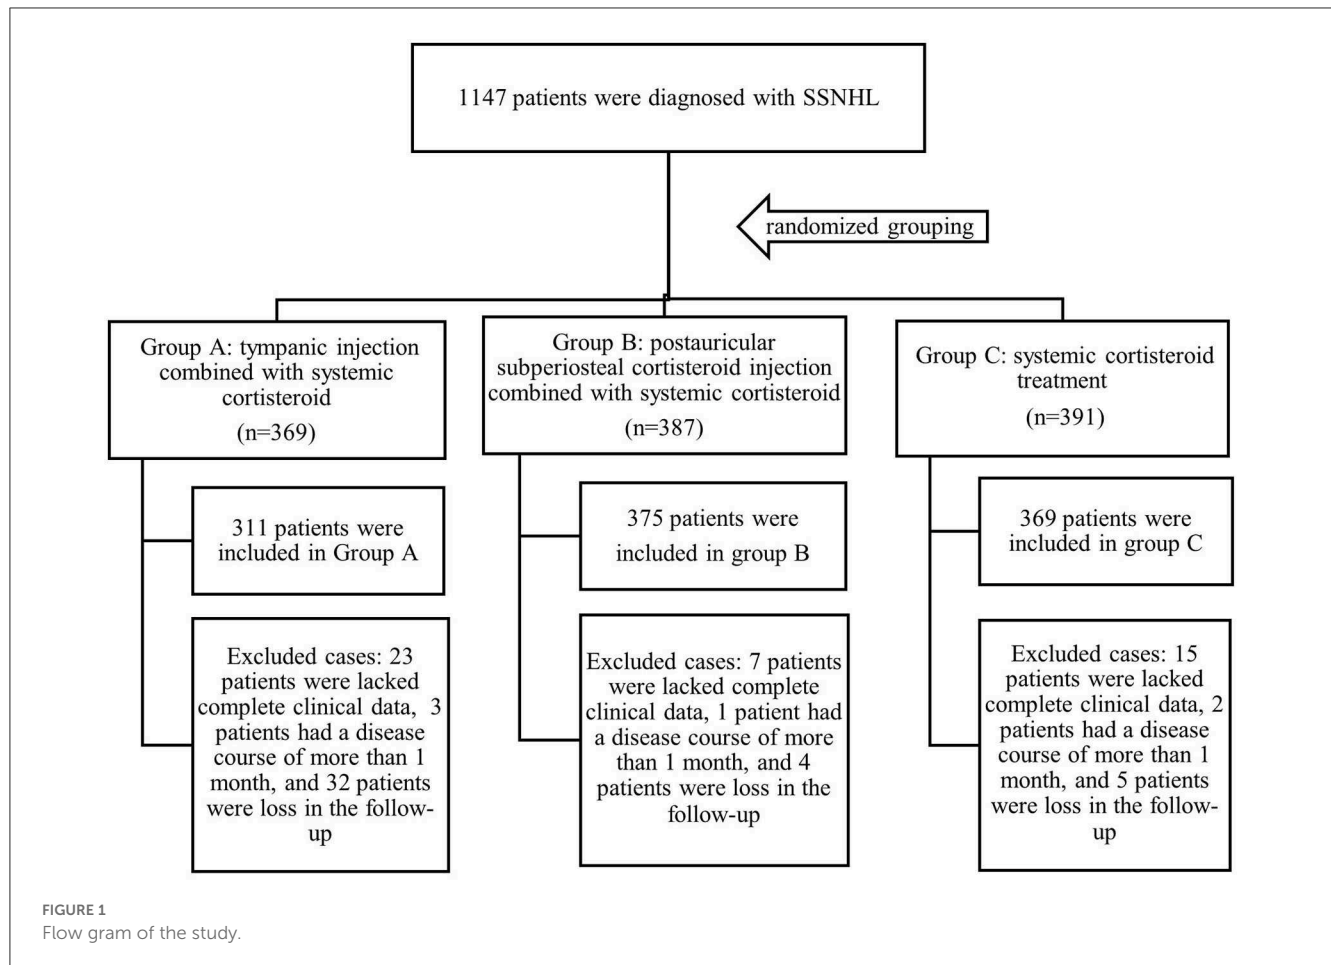 1147 patients were diagnosed with SSNHL
randomized grouping
Group A: tympanic injection
combined with systemic
cortisteroid
(n=369)
Group B: postauricular
subperiosteal cortisteroid injection
combined with systemic cortisteroid
(n=387)
Group C: systemic cortisteroid
treatment
(n=391)
311 patients were
included in Group A
375 patients were
included in group B
369 patients were
included in group C
Excluded cases: 23
patients were lacked
complete clinical data, 3
patients had a disease
course of more than 1
month, and 32 patients
were loss in the follow-
up
Excluded cases: 7 patients
were lacked complete
clinical data, 1 patient had
a disease course of more
than 1 month, and 4
patients were loss in the
follow-up
Excluded cases: 15
patients were lacked
complete clinical data, 2
patients had a disease
course of more than 1
month, and 5 patients
were loss in the follow-
up
FIGURE 1
Flow gram of the study.